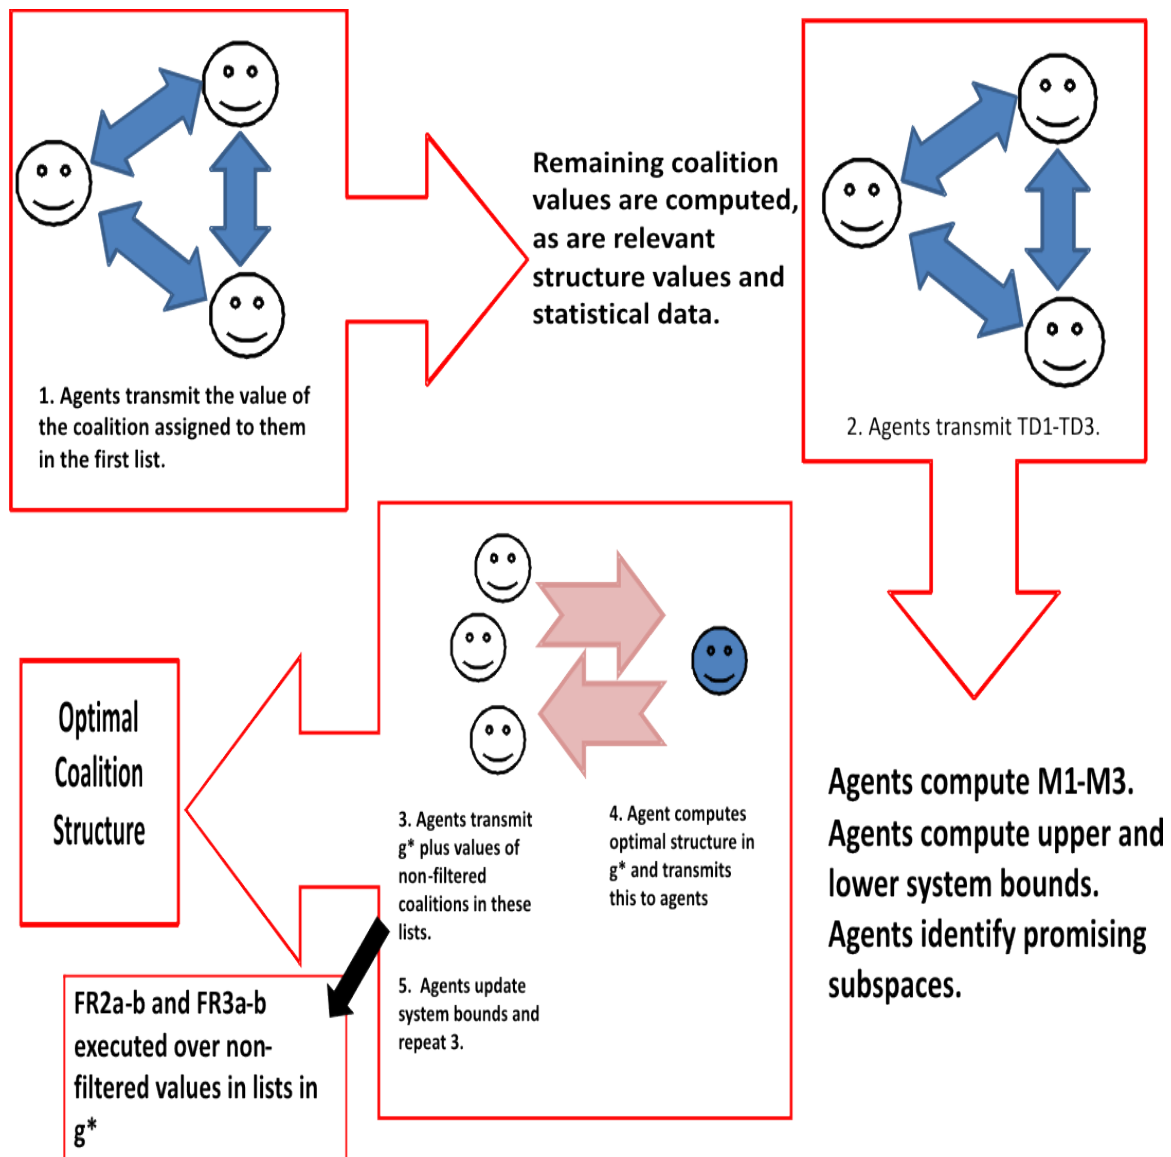 1. Agents transmit the value of
the coalition assigned to them
in the first list.
Remaining coalition
values are computed,
as are relevant
structure values and
statistical data.
2. Agents transmit TD1-TD3.
Agents compute M1-M3.
Agents compute upper and
lower system bounds.
Agents identify promising
subspaces.
3. Agents transmit
g* plus values of
non-filtered
coalitions in these
lists.
4. Agent computes
optimal structure in
g* and transmits
this to agents
5. Agents update
system bounds and
repeat 3.
FR2a-b and FR3a-b
executed over non-
filtered values in lists in
g*
Optimal
Coalition
Structure